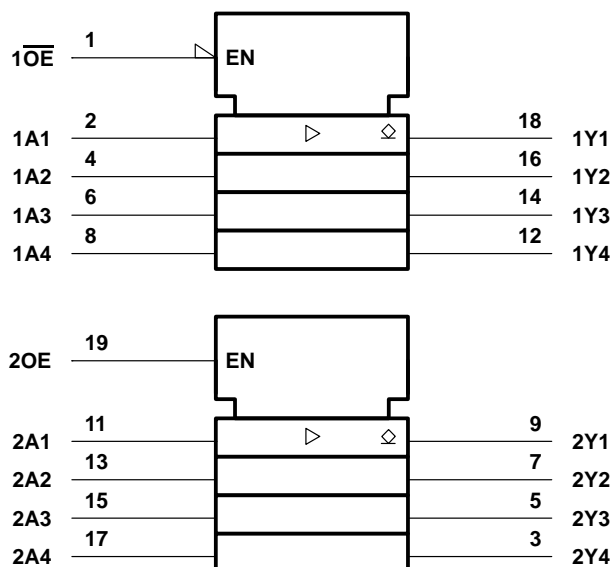 1O̅E̅ 1 EN
1A1 2 18 1Y1
1A2 4 16 1Y2
1A3 6 14 1Y3
1A4 8 12 1Y4
2OE 19 EN
2A1 11 9 2Y1
2A2 13 7 2Y2
2A3 15 5 2Y3
2A4 17 3 2Y4